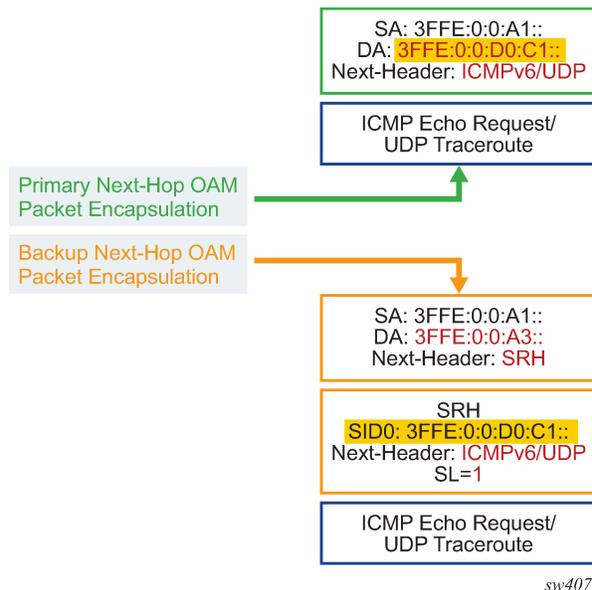 SA: 3FFE:0:0:A1::
DA: 3FFE:0:0:D0:C1::
Next-Header: ICMPv6/UDP
ICMP Echo Request/
UDP Traceroute
Primary Next-Hop OAM
Packet Encapsulation
Backup Next-Hop OAM
Packet Encapsulation
SA: 3FFE:0:0:A1::
DA: 3FFE:0:0:A3::
Next-Header: SRH
SRH
SID0: 3FFE:0:0:D0:C1::
Next-Header: ICMPv6/UDP
SL=1
ICMP Echo Request/
UDP Traceroute
sw407